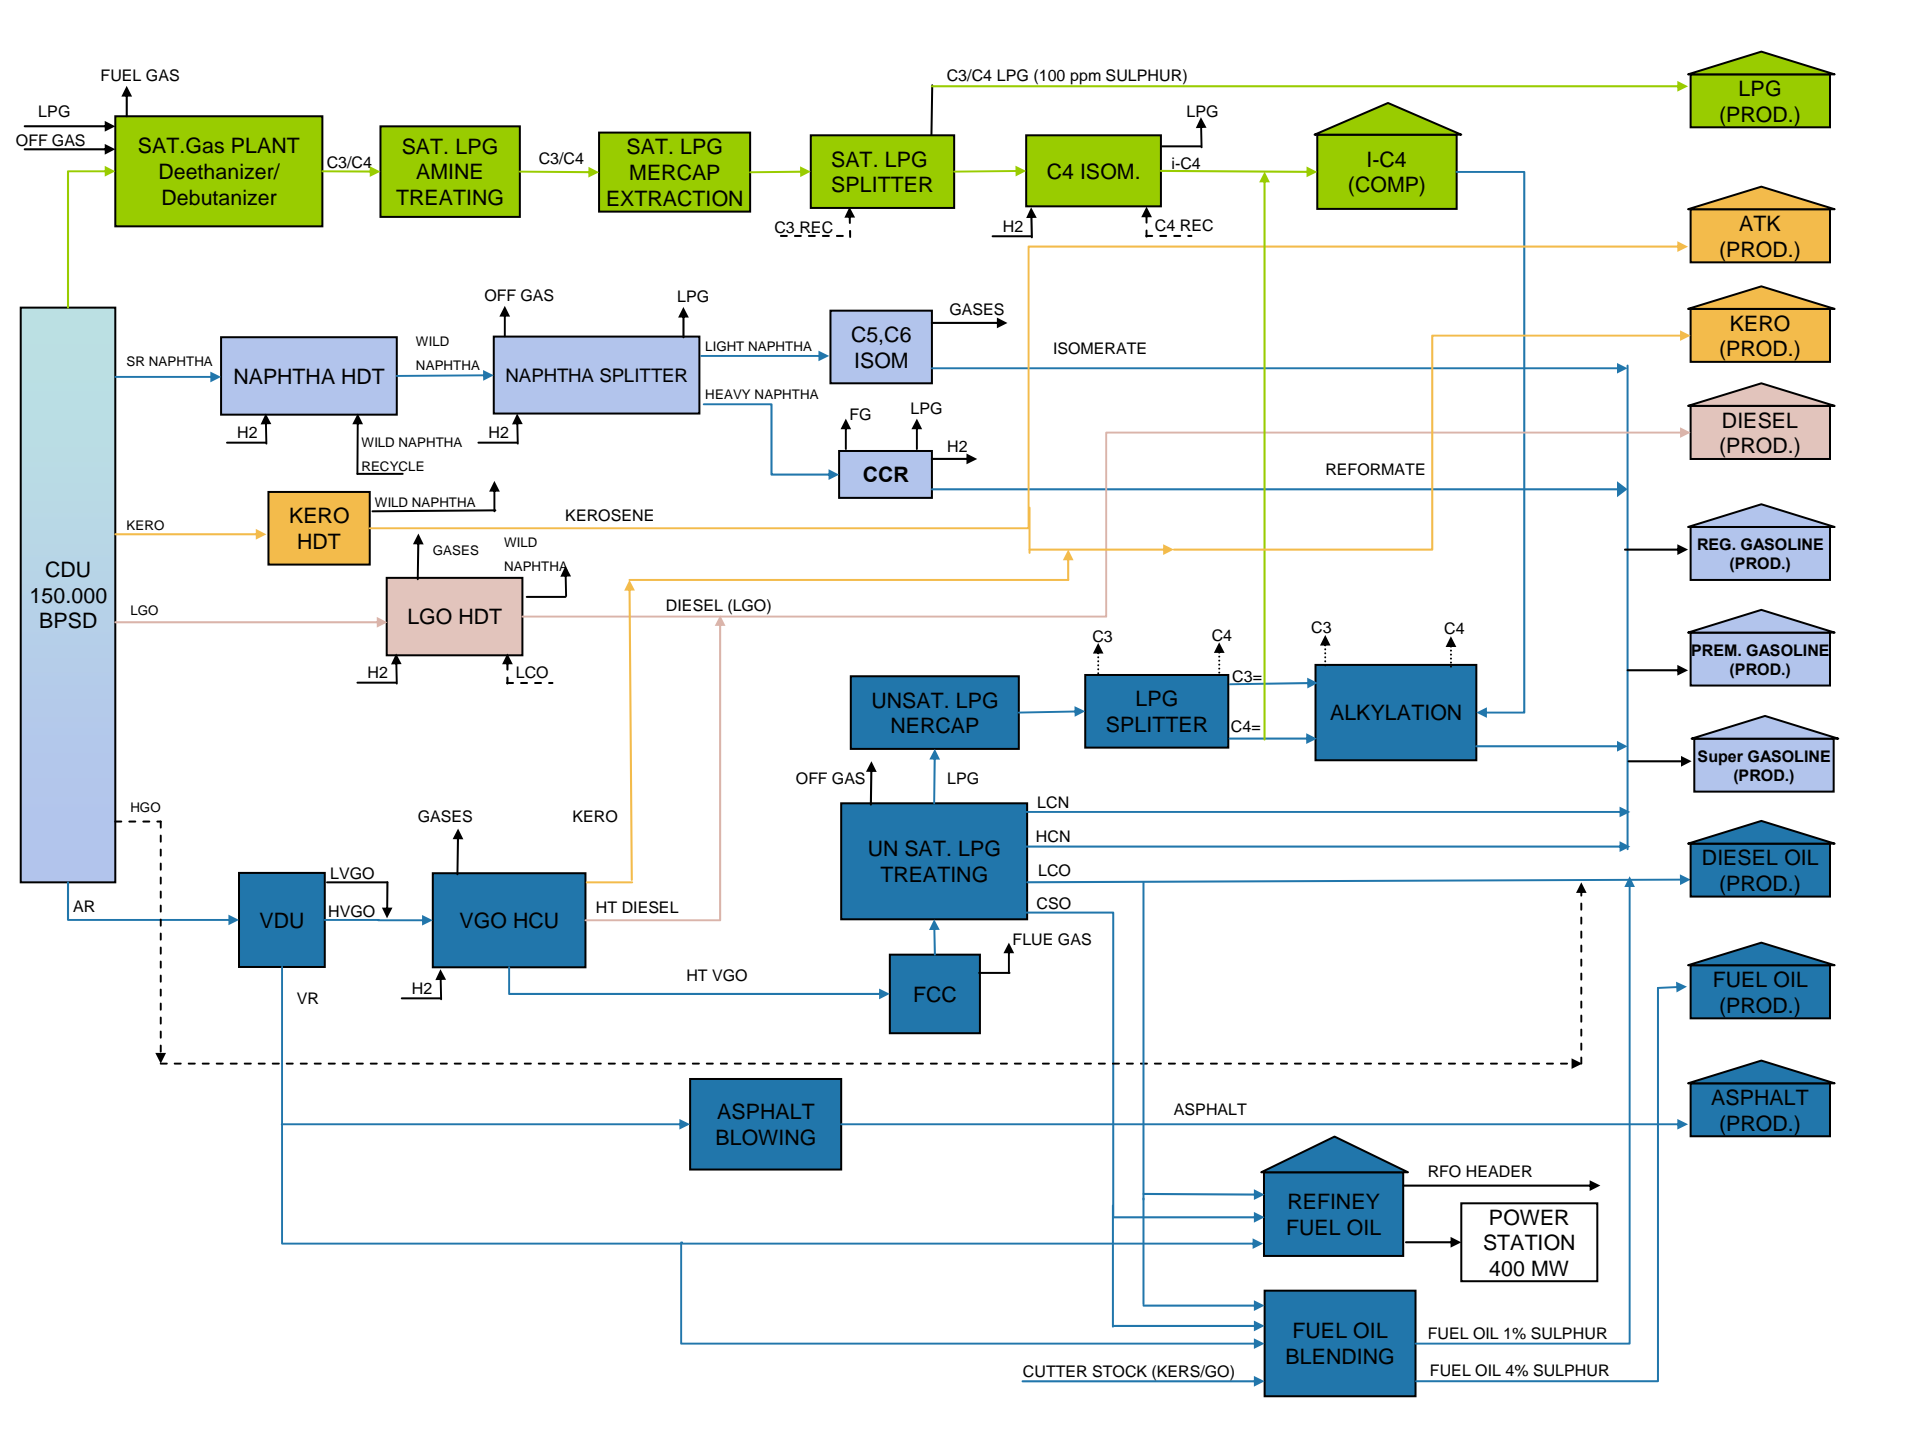 FUEL GAS
LPG
OFF GAS
SAT.Gas PLANT
Deethanizer/
Debutanizer
C3/C4
SAT. LPG
AMINE
TREATING
C3/C4
SAT. LPG
MERCAP
EXTRACTION
SAT. LPG
SPLITTER
C3 REC
C3/C4 LPG (100 ppm SULPHUR)
C4 ISOM.
H2
C4 REC
LPG
i-C4
I-C4
(COMP)
LPG
(PROD.)
ATK
(PROD.)
KERO
(PROD.)
DIESEL
(PROD.)
REG. GASOLINE
(PROD.)
PREM. GASOLINE
(PROD.)
Super GASOLINE
(PROD.)
DIESEL OIL
(PROD.)
FUEL OIL
(PROD.)
ASPHALT
(PROD.)
CDU
150.000
BPSD
SR NAPHTHA
NAPHTHA HDT
H2
WILD NAPHTHA
RECYCLE
WILD
NAPHTHA
OFF GAS
LPG
NAPHTHA SPLITTER
H2
LIGHT NAPHTHA
HEAVY NAPHTHA
C5,C6
ISOM
GASES
ISOMERATE
FG
LPG
CCR
H2
REFORMATE
KERO
KERO
HDT
WILD NAPHTHA
KEROSENE
LGO
GASES
WILD
NAPHTHA
LGO HDT
H2
LCO
DIESEL (LGO)
UNSAT. LPG
NERCAP
C3
C4
LPG
SPLITTER
C3=
C4=
C3
C4
ALKYLATION
HGO
AR
VDU
LVGO
HVGO
VR
GASES
VGO HCU
H2
KERO
HT DIESEL
HT VGO
OFF GAS
LPG
UN SAT. LPG
TREATING
LCN
HCN
LCO
CSO
FCC
FLUE GAS
ASPHALT
BLOWING
ASPHALT
REFINEY
FUEL OIL
RFO HEADER
POWER
STATION
400 MW
FUEL OIL
BLENDING
FUEL OIL 1% SULPHUR
FUEL OIL 4% SULPHUR
CUTTER STOCK (KERS/GO)